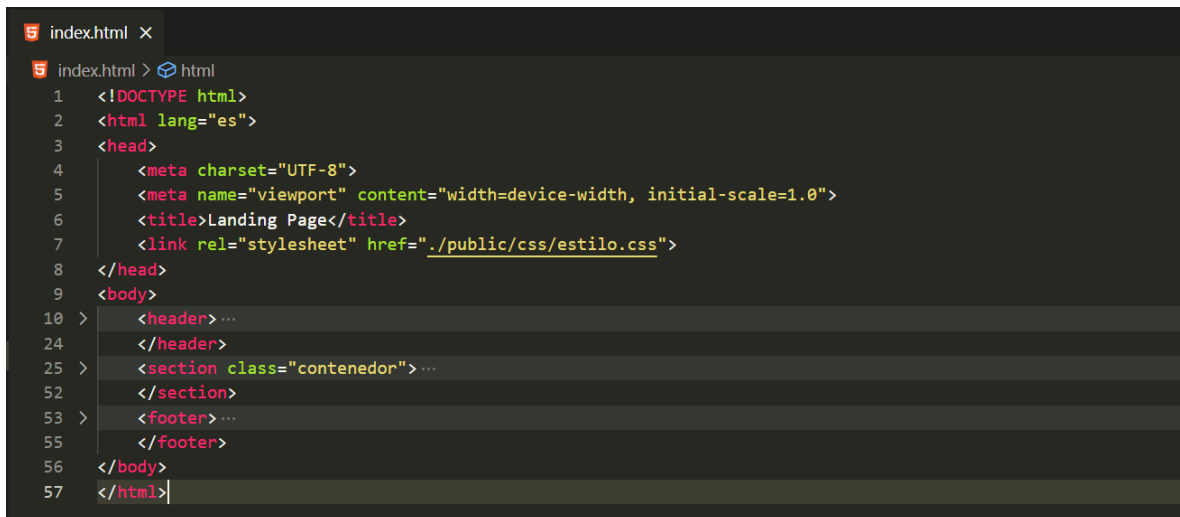 index.html ×
index.html > html
1 <!DOCTYPE html>
2 <html lang="es">
3 <head>
4 <meta charset="UTF-8">
5 <meta name="viewport" content="width=device-width, initial-scale=1.0">
6 <title>Landing Page</title>
7 <link rel="stylesheet" href="./public/css/estilo.css">
8 </head>
9 <body>
10 > <header>···
24 </header>
25 > <section class="contenedor">···
52 </section>
53 > <footer>···
55 </footer>
56 </body>
57 </html>